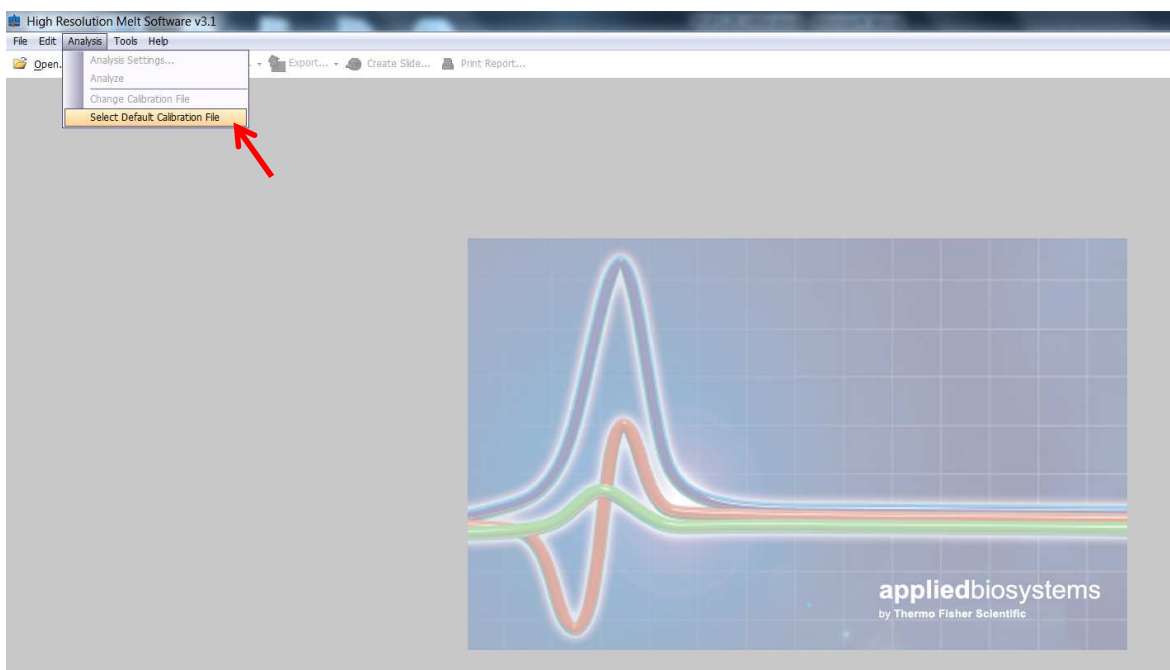 High Resolution Melt Software v3.1
File Edit Analysis Tools Help
Open. Export... Create Slide... Print Report...
Analysis Settings...
Analyze
Change Calibration File
Select Default Calibration File
appliedbiosystems
by Thermo Fisher Scientific